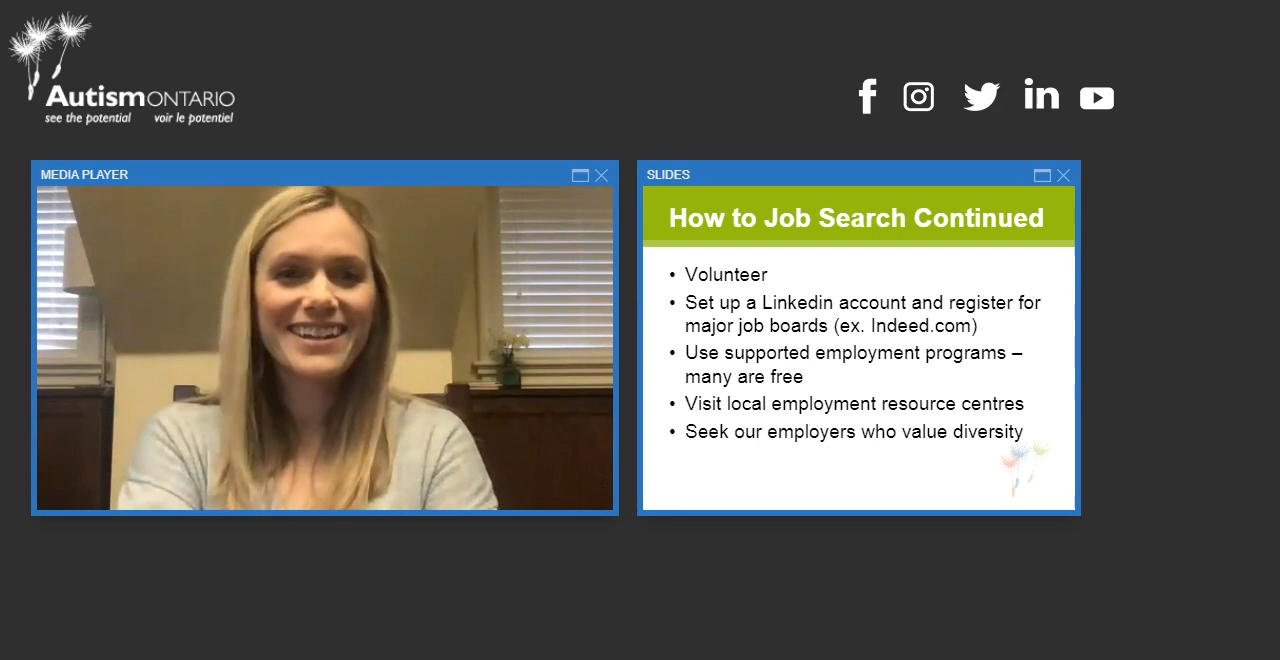 Autism ONTARIO
see the potential voir le potentiel
MEDIA PLAYER
SLIDES
How to Job Search Continued
• Volunteer
• Set up a Linkedin account and register for
major job boards (ex. Indeed.com)
• Use supported employment programs –
many are free
• Visit local employment resource centres
• Seek our employers who value diversity